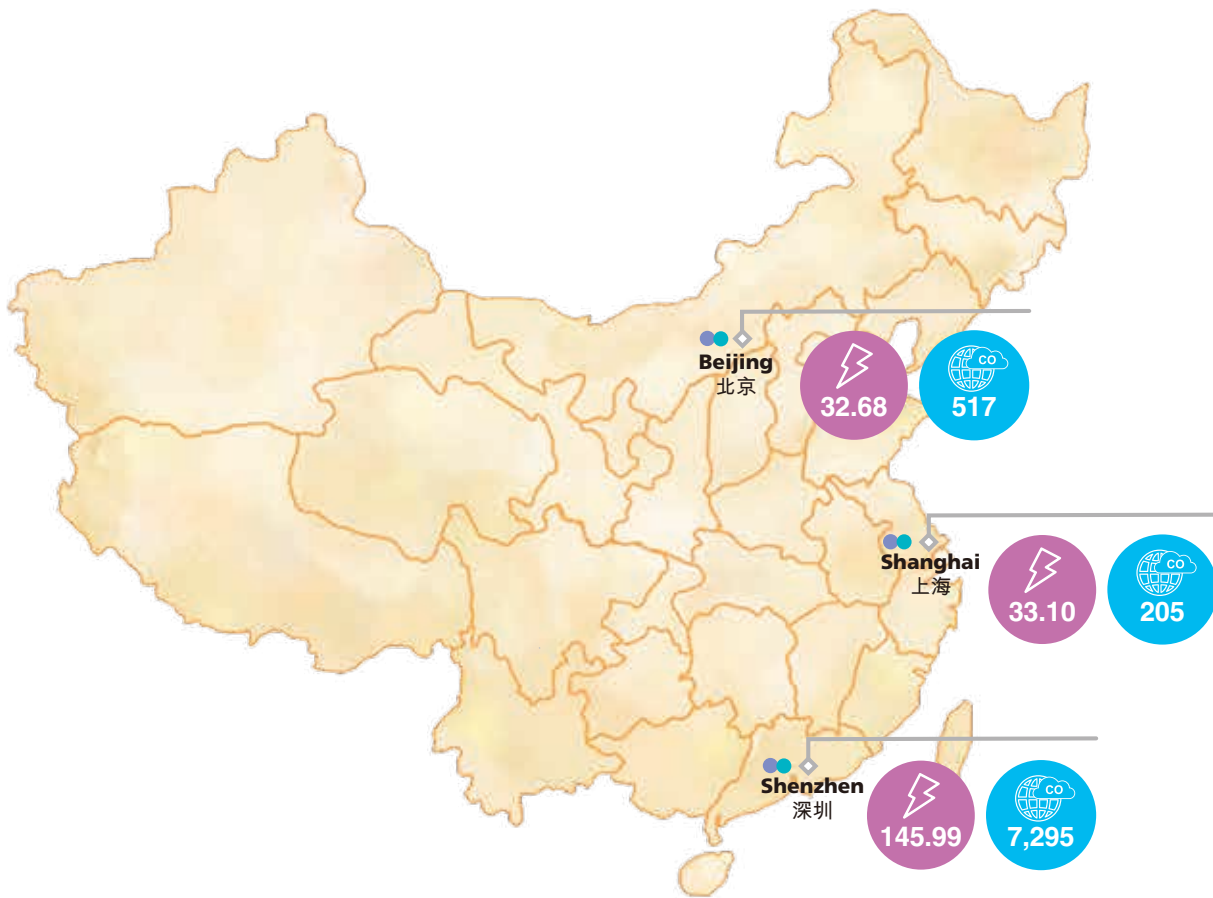 Beijing
北京
CO
32.68
CO
517
Shanghai
上海
33.10
CO
205
Shenzhen
深圳
145.99
CO
7,295